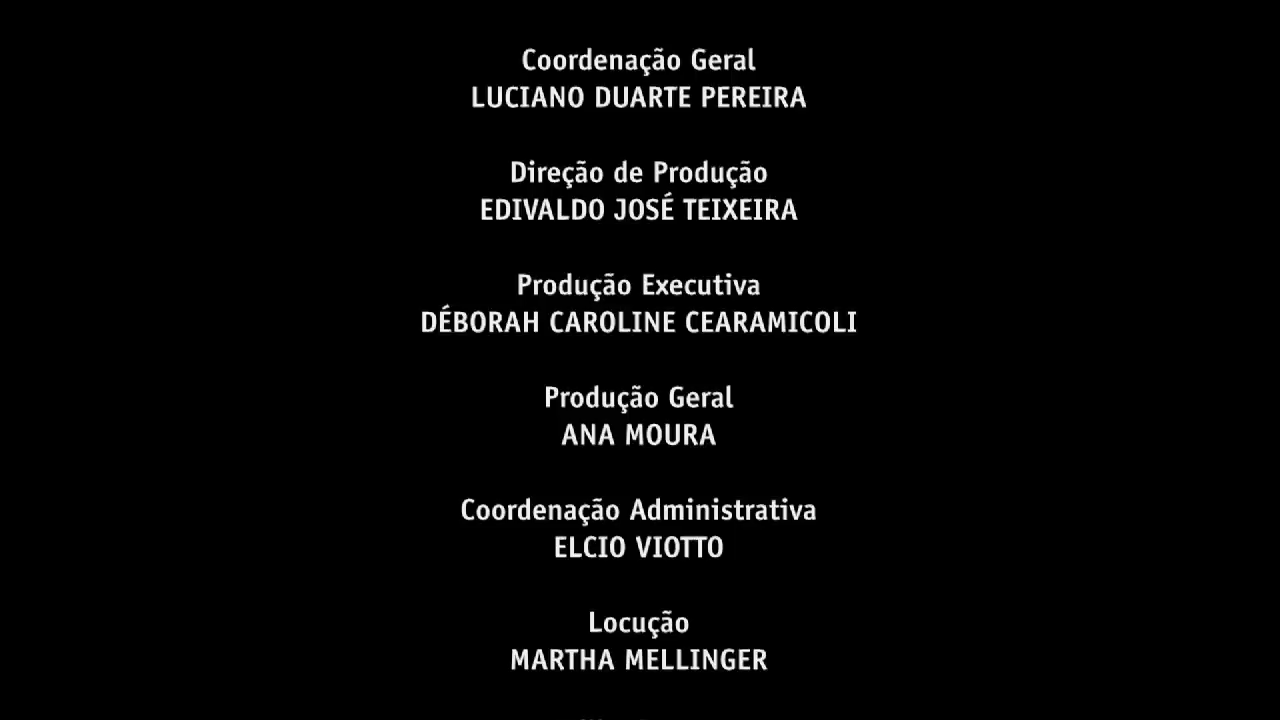 Coordenação Geral
LUCIANO DUARTE PEREIRA
Direção de Produção
EDIVALDO JOSÉ TEIXEIRA
Produção Executiva
DÉBORAH CAROLINE CEARAMICOLI
Produção Geral
ANA MOURA
Coordenação Administrativa
ELCIO VIOTTO
Locução
MARTHA MELLINGER